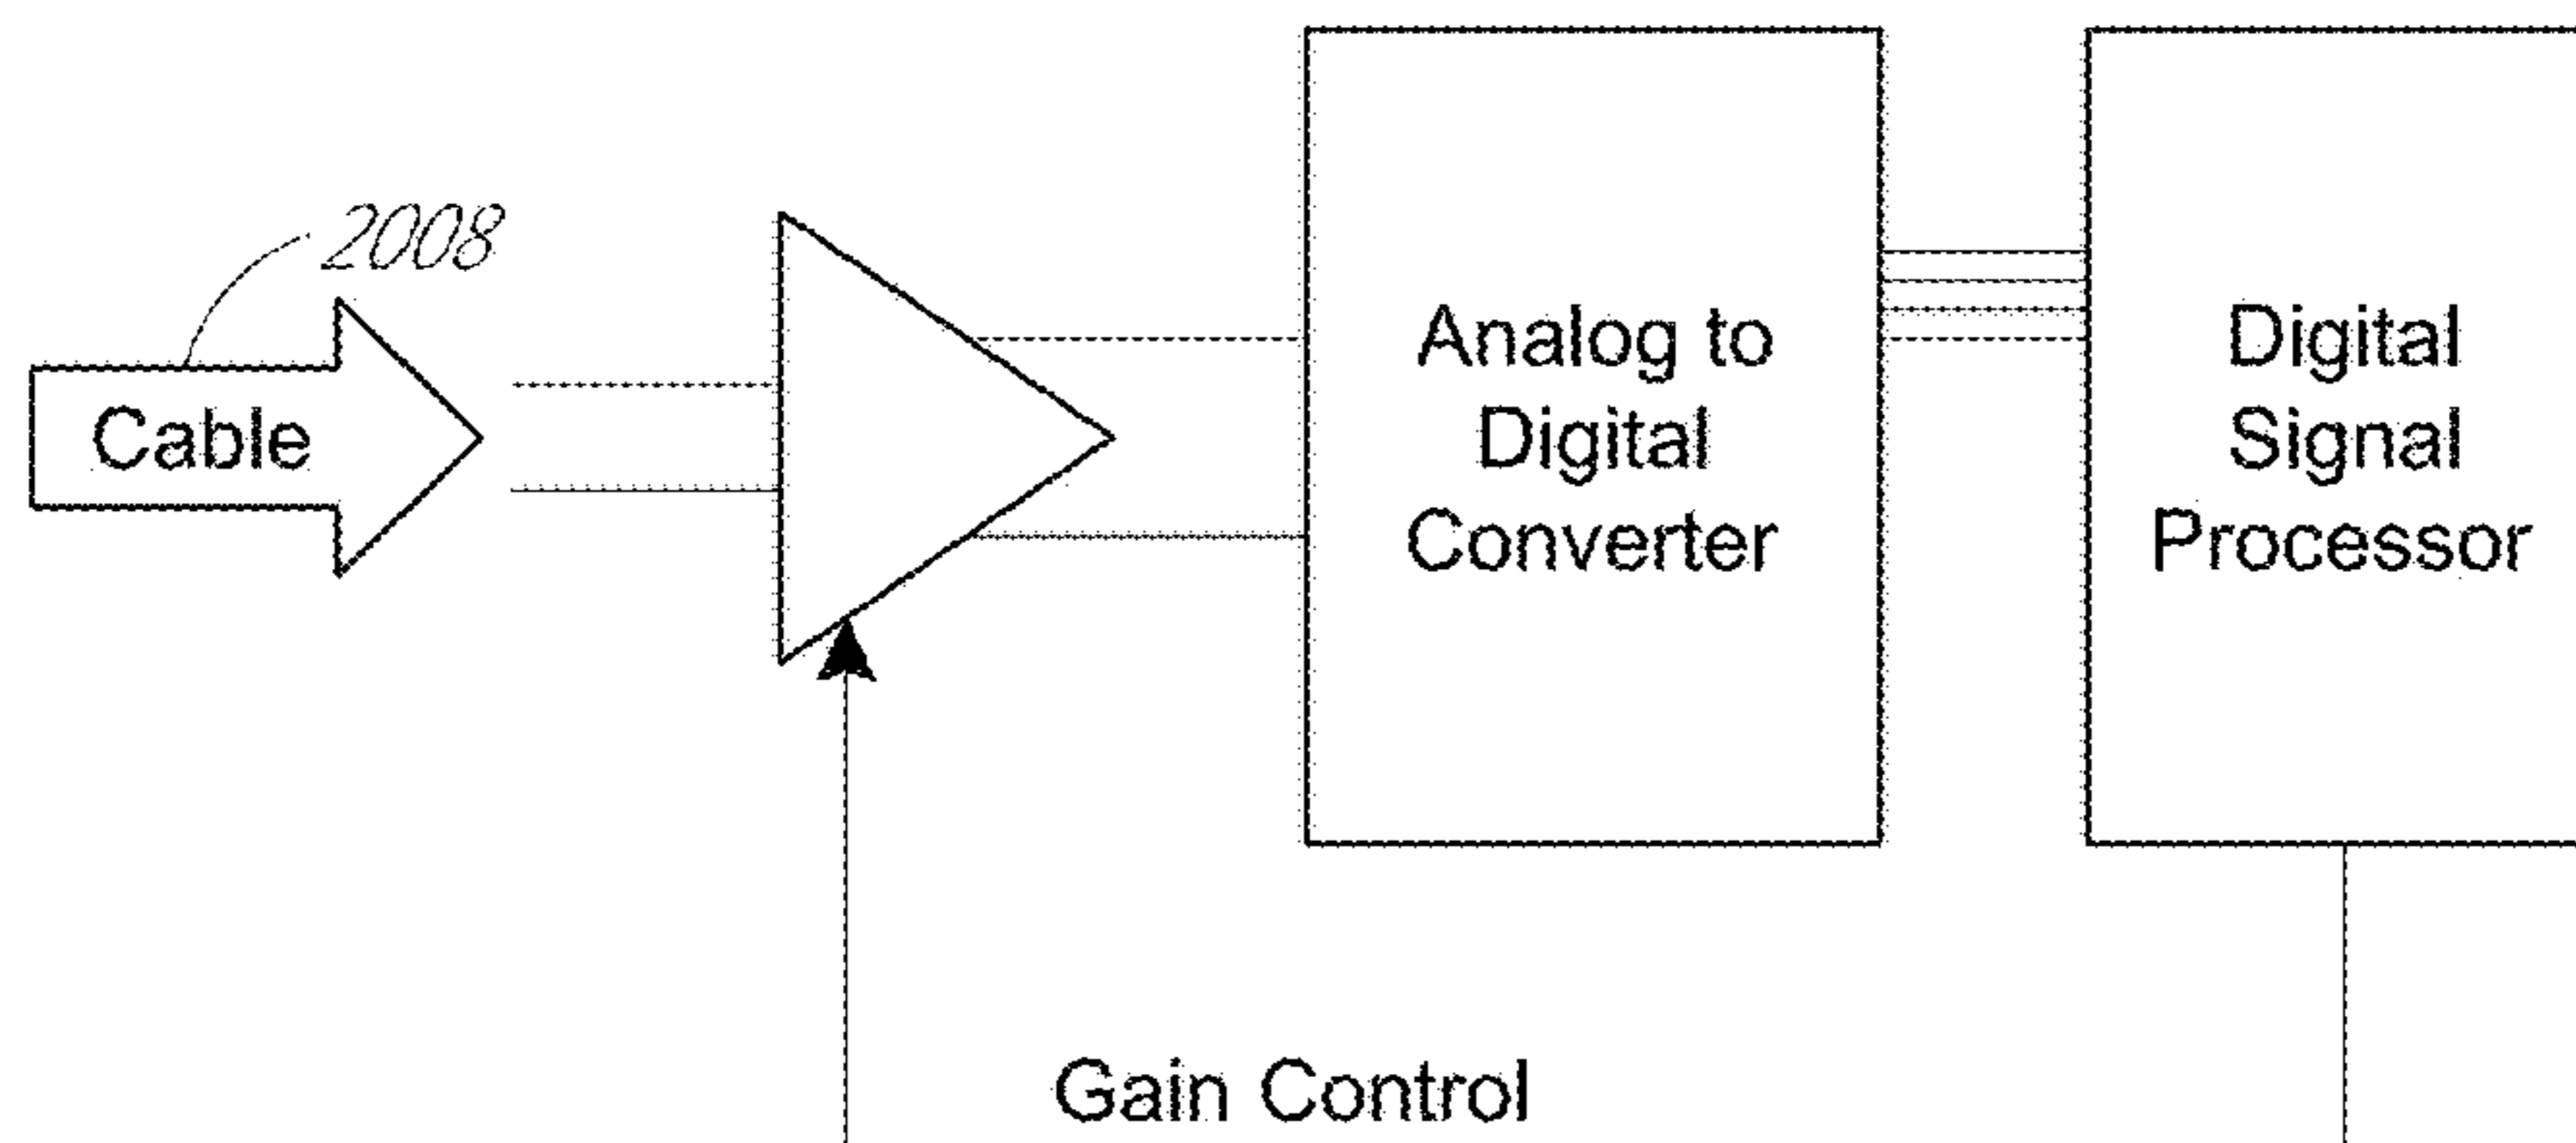 2008
Cable
Analog to
Digital
Converter
Digital
Signal
Processor
Gain Control